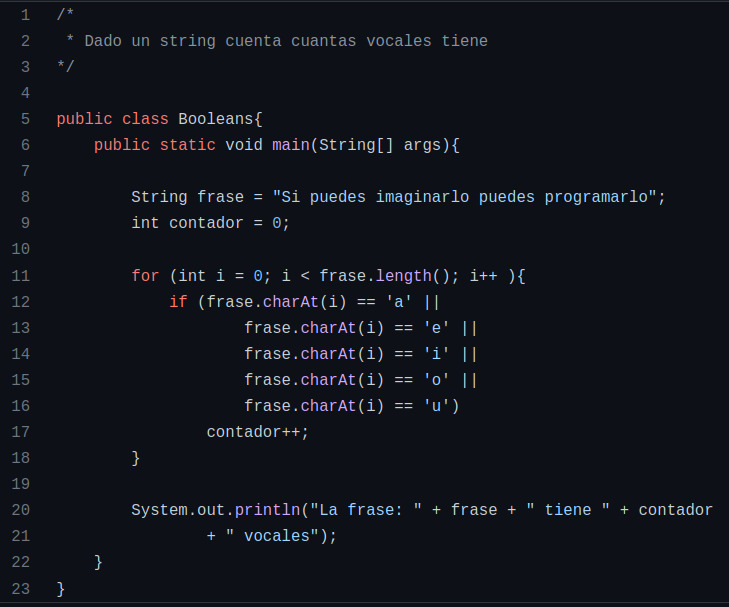 1 /*
2  * Dado un string cuenta cuantas vocales tiene
3 */
4
5 public class Booleans{
6     public static void main(String[] args){
7
8         String frase = "Si puedes imaginarlo puedes programarlo";
9         int contador = 0;
10
11         for (int i = 0; i < frase.length(); i++ ){
12             if (frase.charAt(i) == 'a' ||
13                     frase.charAt(i) == 'e' ||
14                     frase.charAt(i) == 'i' ||
15                     frase.charAt(i) == 'o' ||
16                     frase.charAt(i) == 'u')
17                 contador++;
18         }
19
20         System.out.println("La frase: " + frase + " tiene " + contador
21                 + " vocales");
22     }
23 }